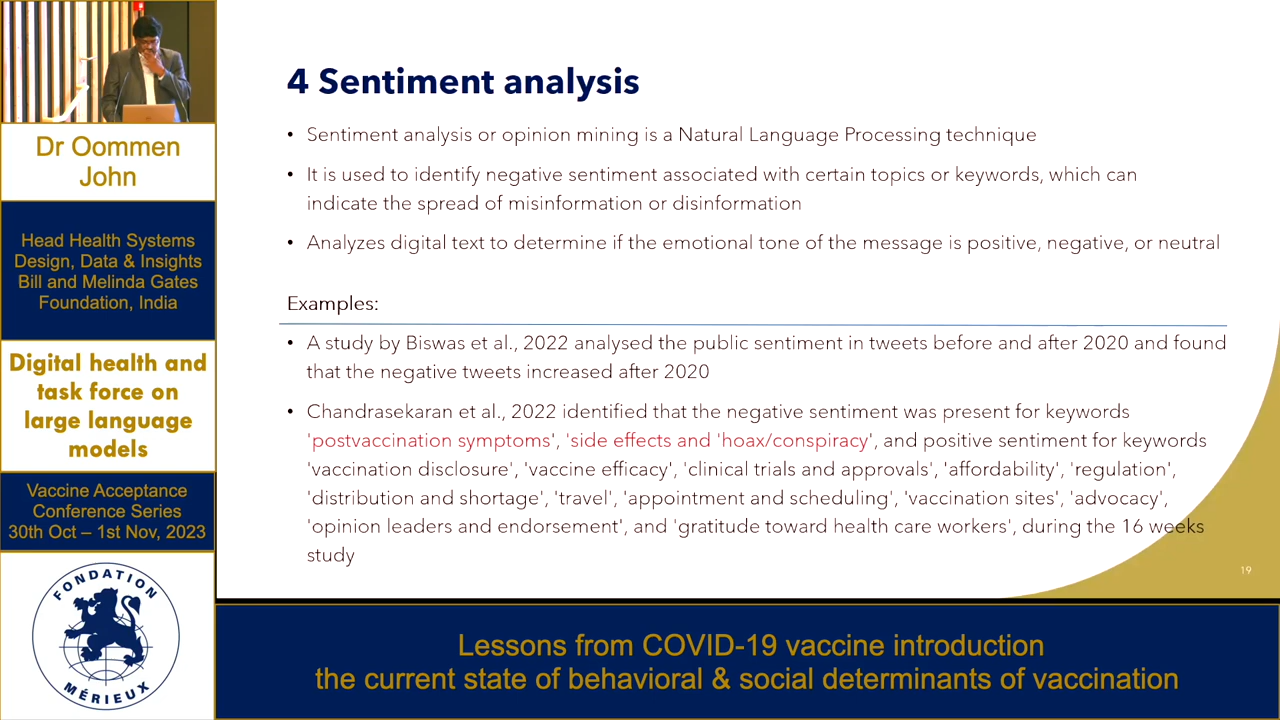 Dr Oommen
John
Head Health Systems
Design, Data & Insights
Bill and Melinda Gates
Foundation, India
Digital health and
task force on
large language
models
Vaccine Acceptance
Conference Series
30th Oct – 1st Nov, 2023
FONDATION
MÉRIEUX
4 Sentiment analysis
• Sentiment analysis or opinion mining is a Natural Language Processing technique
• It is used to identify negative sentiment associated with certain topics or keywords, which can
indicate the spread of misinformation or disinformation
• Analyzes digital text to determine if the emotional tone of the message is positive, negative, or neutral
Examples:
• A study by Biswas et al., 2022 analysed the public sentiment in tweets before and after 2020 and found
that the negative tweets increased after 2020
• Chandrasekaran et al., 2022 identified that the negative sentiment was present for keywords
'postvaccination symptoms', 'side effects and 'hoax/conspiracy', and positive sentiment for keywords
'vaccination disclosure', 'vaccine efficacy', 'clinical trials and approvals', 'affordability', 'regulation',
'distribution and shortage', 'travel', 'appointment and scheduling', 'vaccination sites', 'advocacy',
'opinion leaders and endorsement', and 'gratitude toward health care workers', during the 16 weeks
study
19
Lessons from COVID-19 vaccine introduction
the current state of behavioral & social determinants of vaccination